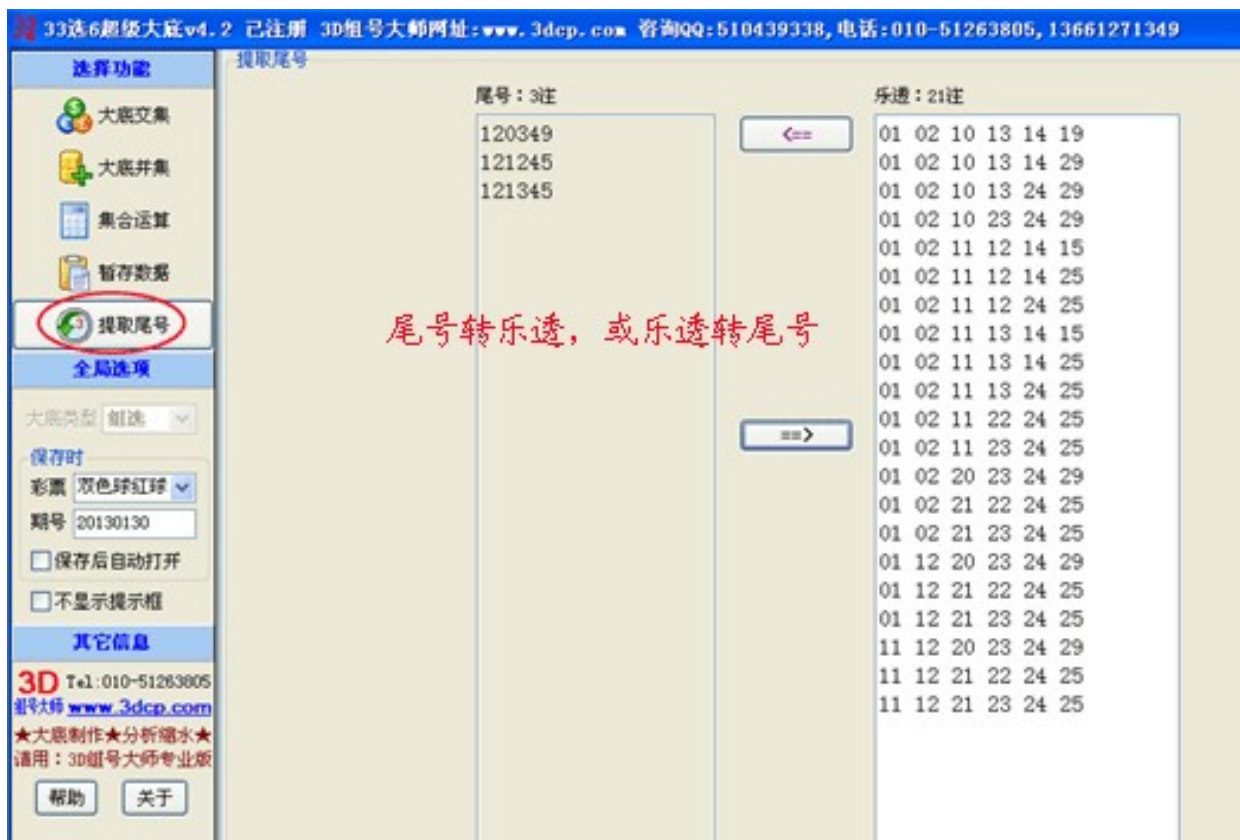 33选6超级大底v4.2 己注册 3D组号大师网址:www.3dcp.com 咨询QQ:510439338,电话:010-51263805,13661271349
选择功能
大底交集
大底并集
集合运算
暂存数据
提取尾号
全局选项
大底类型 组选
保存时
彩票 双色球红球
期号 20130130
保存后自动打开
不显示提示框
其它信息
3D Tel:010-51263805
组号大师 www.3dcp.com
★大底制作★分析缩水★
请用：3D组号大师专业版
帮助 关于
提取尾号
尾号：3注
120349
121245
121345
<==
==>
尾号转乐透，或乐透转尾号
乐透：21注
01 02 10 13 14 19
01 02 10 13 14 29
01 02 10 13 24 29
01 02 10 23 24 29
01 02 11 12 14 15
01 02 11 12 14 25
01 02 11 12 24 25
01 02 11 13 14 15
01 02 11 13 14 25
01 02 11 13 24 25
01 02 11 22 24 25
01 02 11 23 24 25
01 02 20 23 24 29
01 02 21 22 24 25
01 02 21 23 24 25
01 12 20 23 24 29
01 12 21 22 24 25
01 12 21 23 24 25
11 12 20 23 24 29
11 12 21 22 24 25
11 12 21 23 24 25